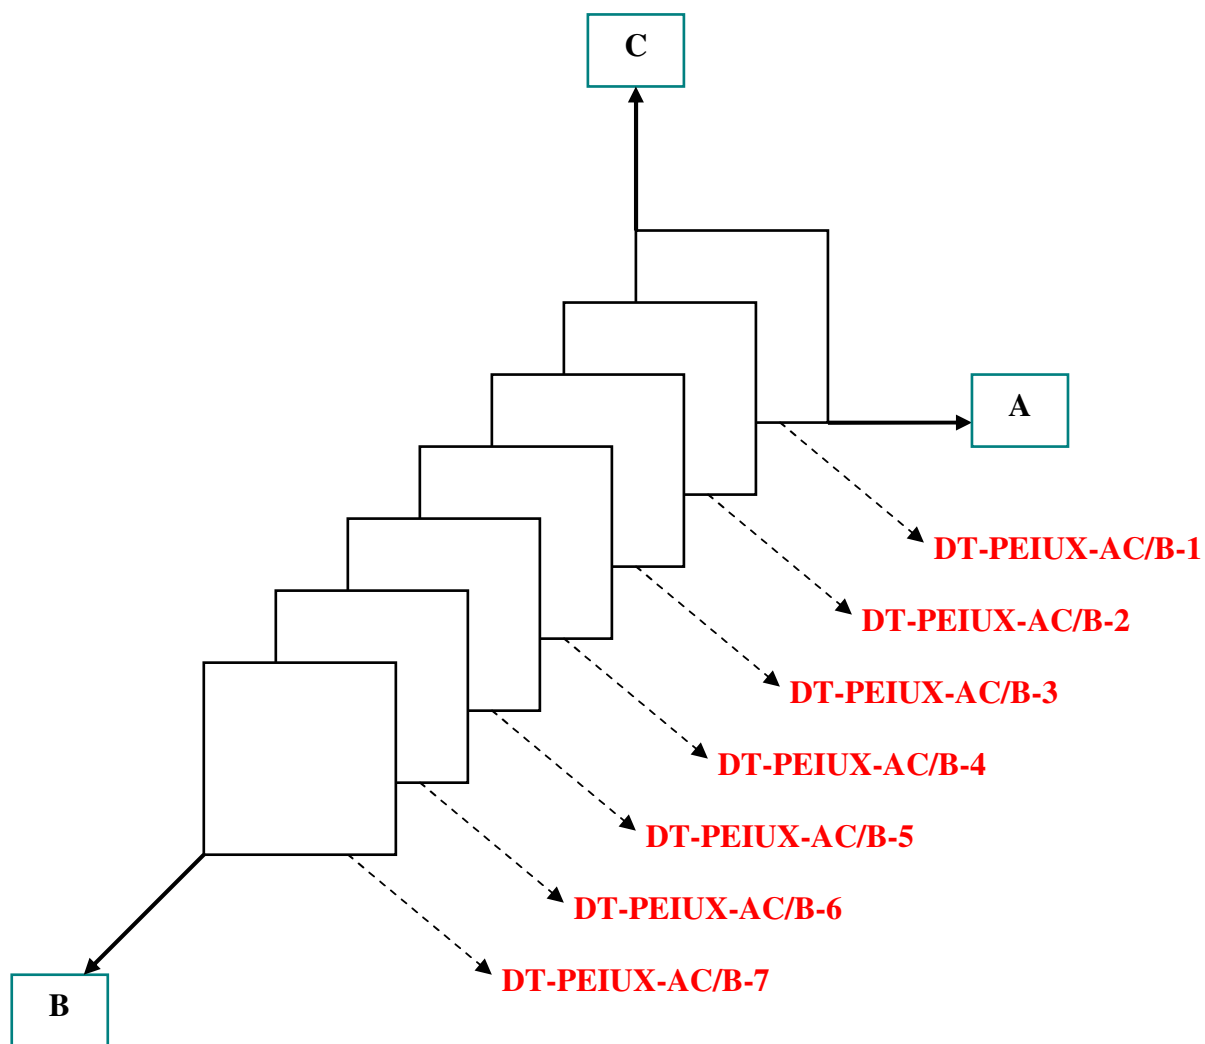 C
A
DT-PEIUX-AC/B-1
DT-PEIUX-AC/B-2
DT-PEIUX-AC/B-3
DT-PEIUX-AC/B-4
DT-PEIUX-AC/B-5
DT-PEIUX-AC/B-6
DT-PEIUX-AC/B-7
B